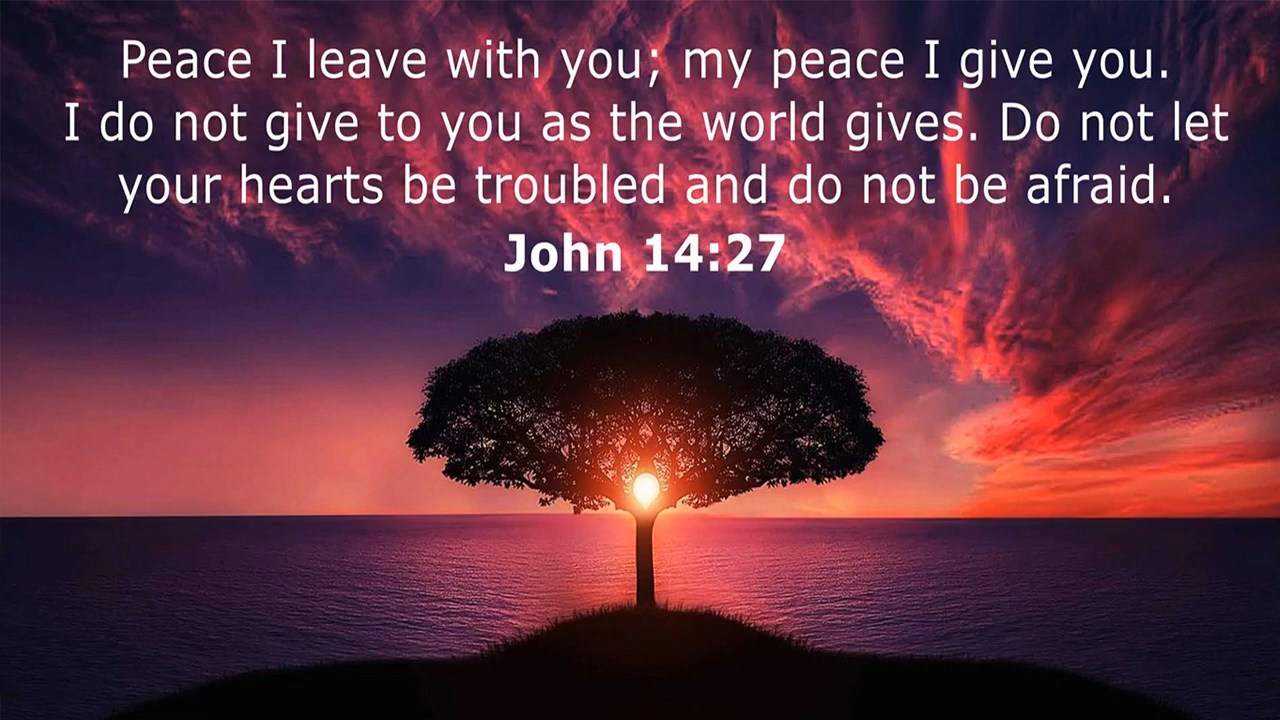 Peace I leave with you; my peace I give you.
I do not give to you as the world gives. Do not let
your hearts be troubled and do not be afraid.
John 14:27